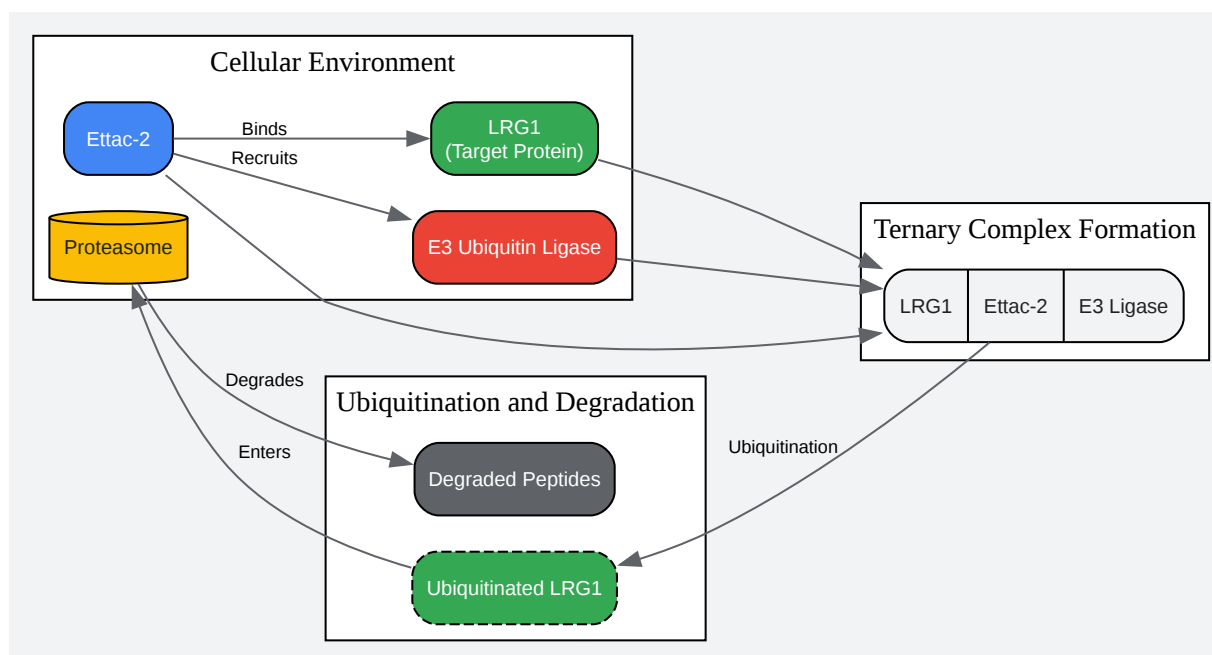 Cellular Environment
Ettac-2
Binds
Recruits
LRG1
(Target Protein)
Proteasome
E3 Ubiquitin Ligase
Ternary Complex Formation
LRG1
Ettac-2
E3 Ligase
Degrades
Enters
Ubiquitination and Degradation
Degraded Peptides
Ubiquitinated LRG1
Ubiquitination